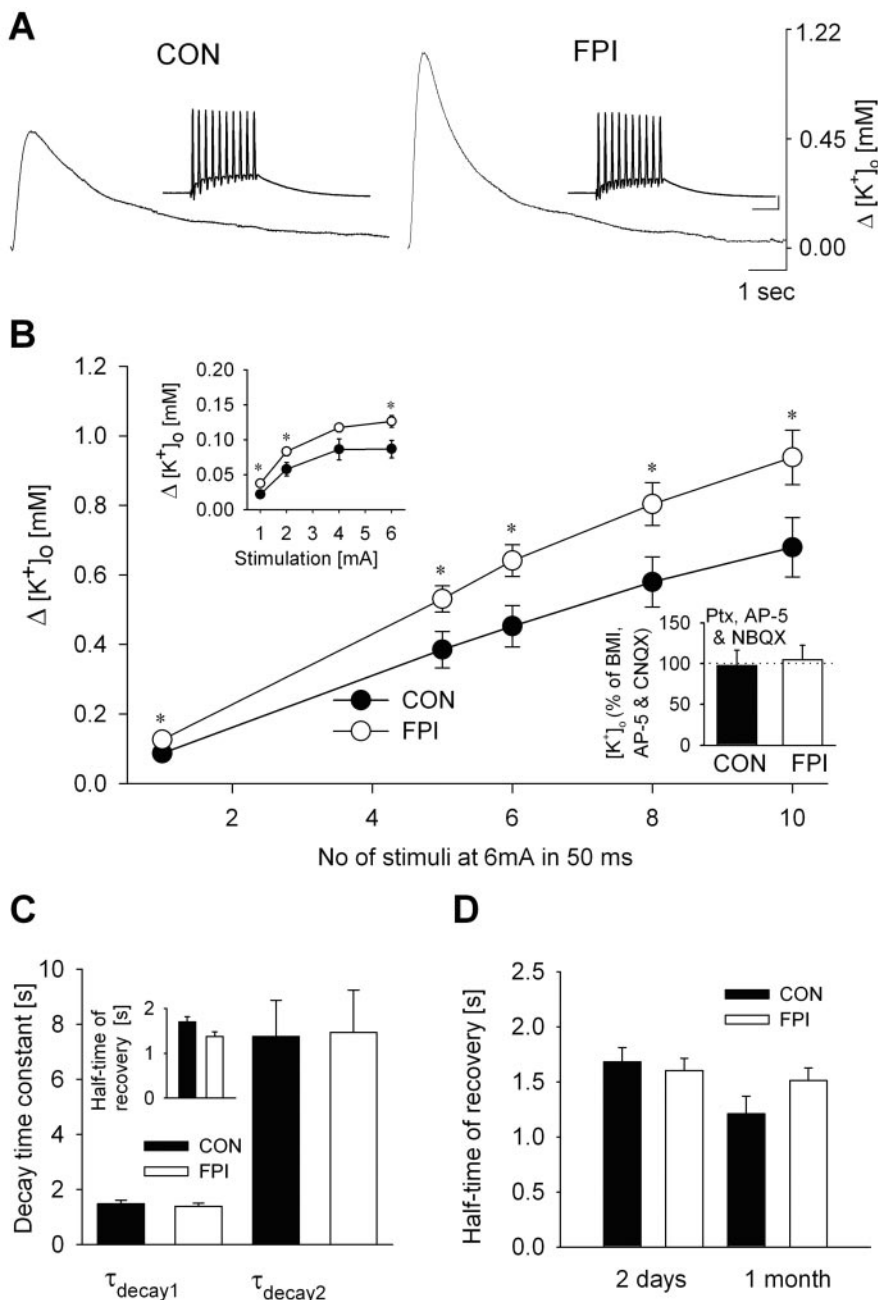 A
CON
FPI
1.22
0.45
0.00
Δ [K⁺]ₒ [mM]
1 sec
B
Δ [K⁺]ₒ [mM]
1.2
1.0
0.8
0.6
0.4
0.2
0.0
Δ [K⁺]ₒ [mM]
0.20
0.15
0.10
0.05
0.00
* * *
1 2 3 4 5 6
Stimulation [mA]
* * * * *
CON
FPI
[K⁺]ₒ (% of BMI,
AP-5 & CNQX)
150
100
50
0
Ptx, AP-5
& NBQX
CON FPI
2 4 6 8 10
No of stimuli at 6mA in 50 ms
C
Decay time constant [s]
10
8
6
4
2
0
Half-time of
recovery [s]
2
1
0
CON
FPI
τdecay1 τdecay2
D
Half-time of recovery [s]
2.5
2.0
1.5
1.0
0.5
0.0
CON
FPI
2 days 1 month